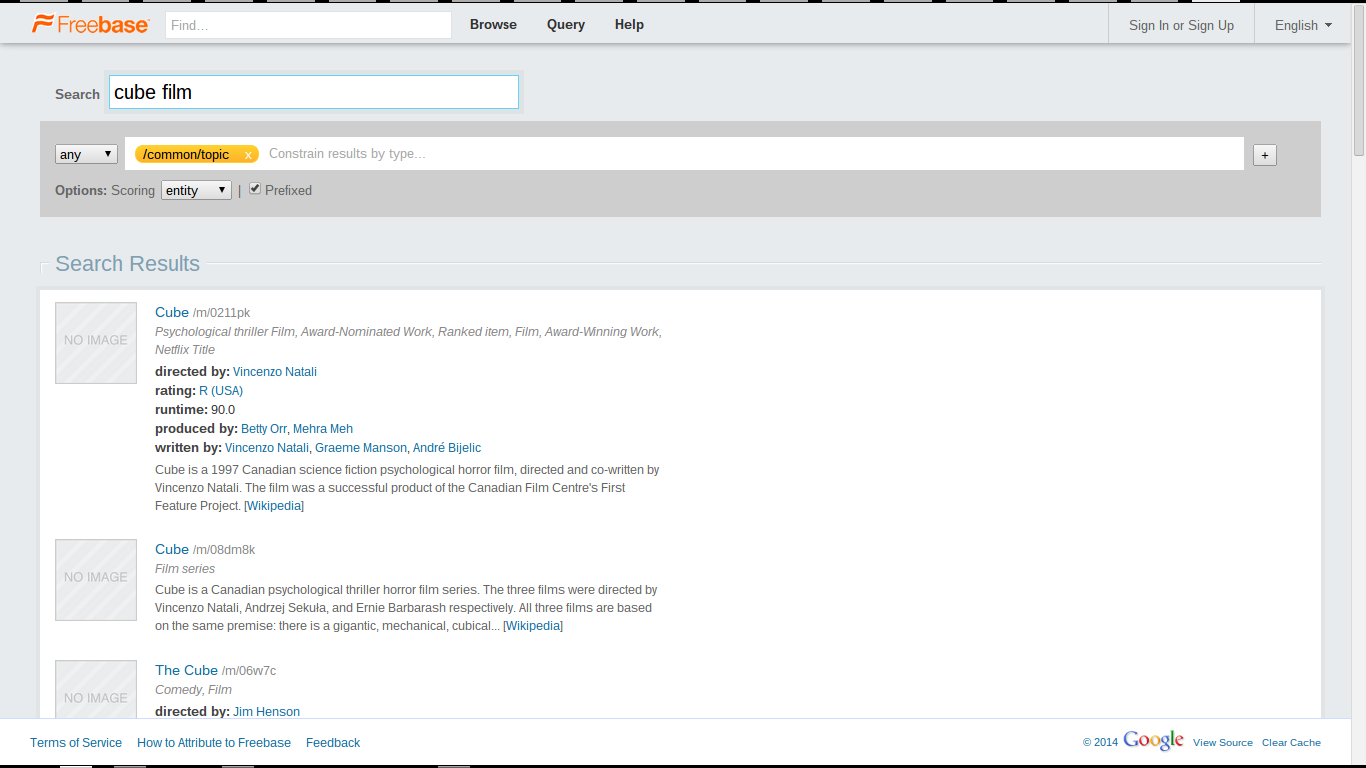 Freebase Find... Browse Query Help Sign In or Sign Up English
Search cube film
any /common/topic x Constrain results by type... +
Options: Scoring entity | Prefixed
Search Results
NO IMAGE
Cube /m/0211pk
Psychological thriller Film, Award-Nominated Work, Ranked item, Film, Award-Winning Work,
Netflix Title
directed by: Vincenzo Natali
rating: R (USA)
runtime: 90.0
produced by: Betty Orr, Mehra Meh
written by: Vincenzo Natali, Graeme Manson, André Bijelic
Cube is a 1997 Canadian science fiction psychological horror film, directed and co-written by
Vincenzo Natali. The film was a successful product of the Canadian Film Centre's First
Feature Project. [Wikipedia]
NO IMAGE
Cube /m/08dm8k
Film series
Cube is a Canadian psychological thriller horror film series. The three films were directed by
Vincenzo Natali, Andrzej Sekuła, and Ernie Barbarash respectively. All three films are based
on the same premise: there is a gigantic, mechanical, cubical... [Wikipedia]
NO IMAGE
The Cube /m/06w7c
Comedy, Film
directed by: Jim Henson
Terms of Service How to Attribute to Freebase Feedback © 2014 Google View Source Clear Cache